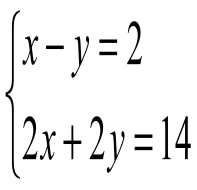 x − y = 2
2x + 2y = 14